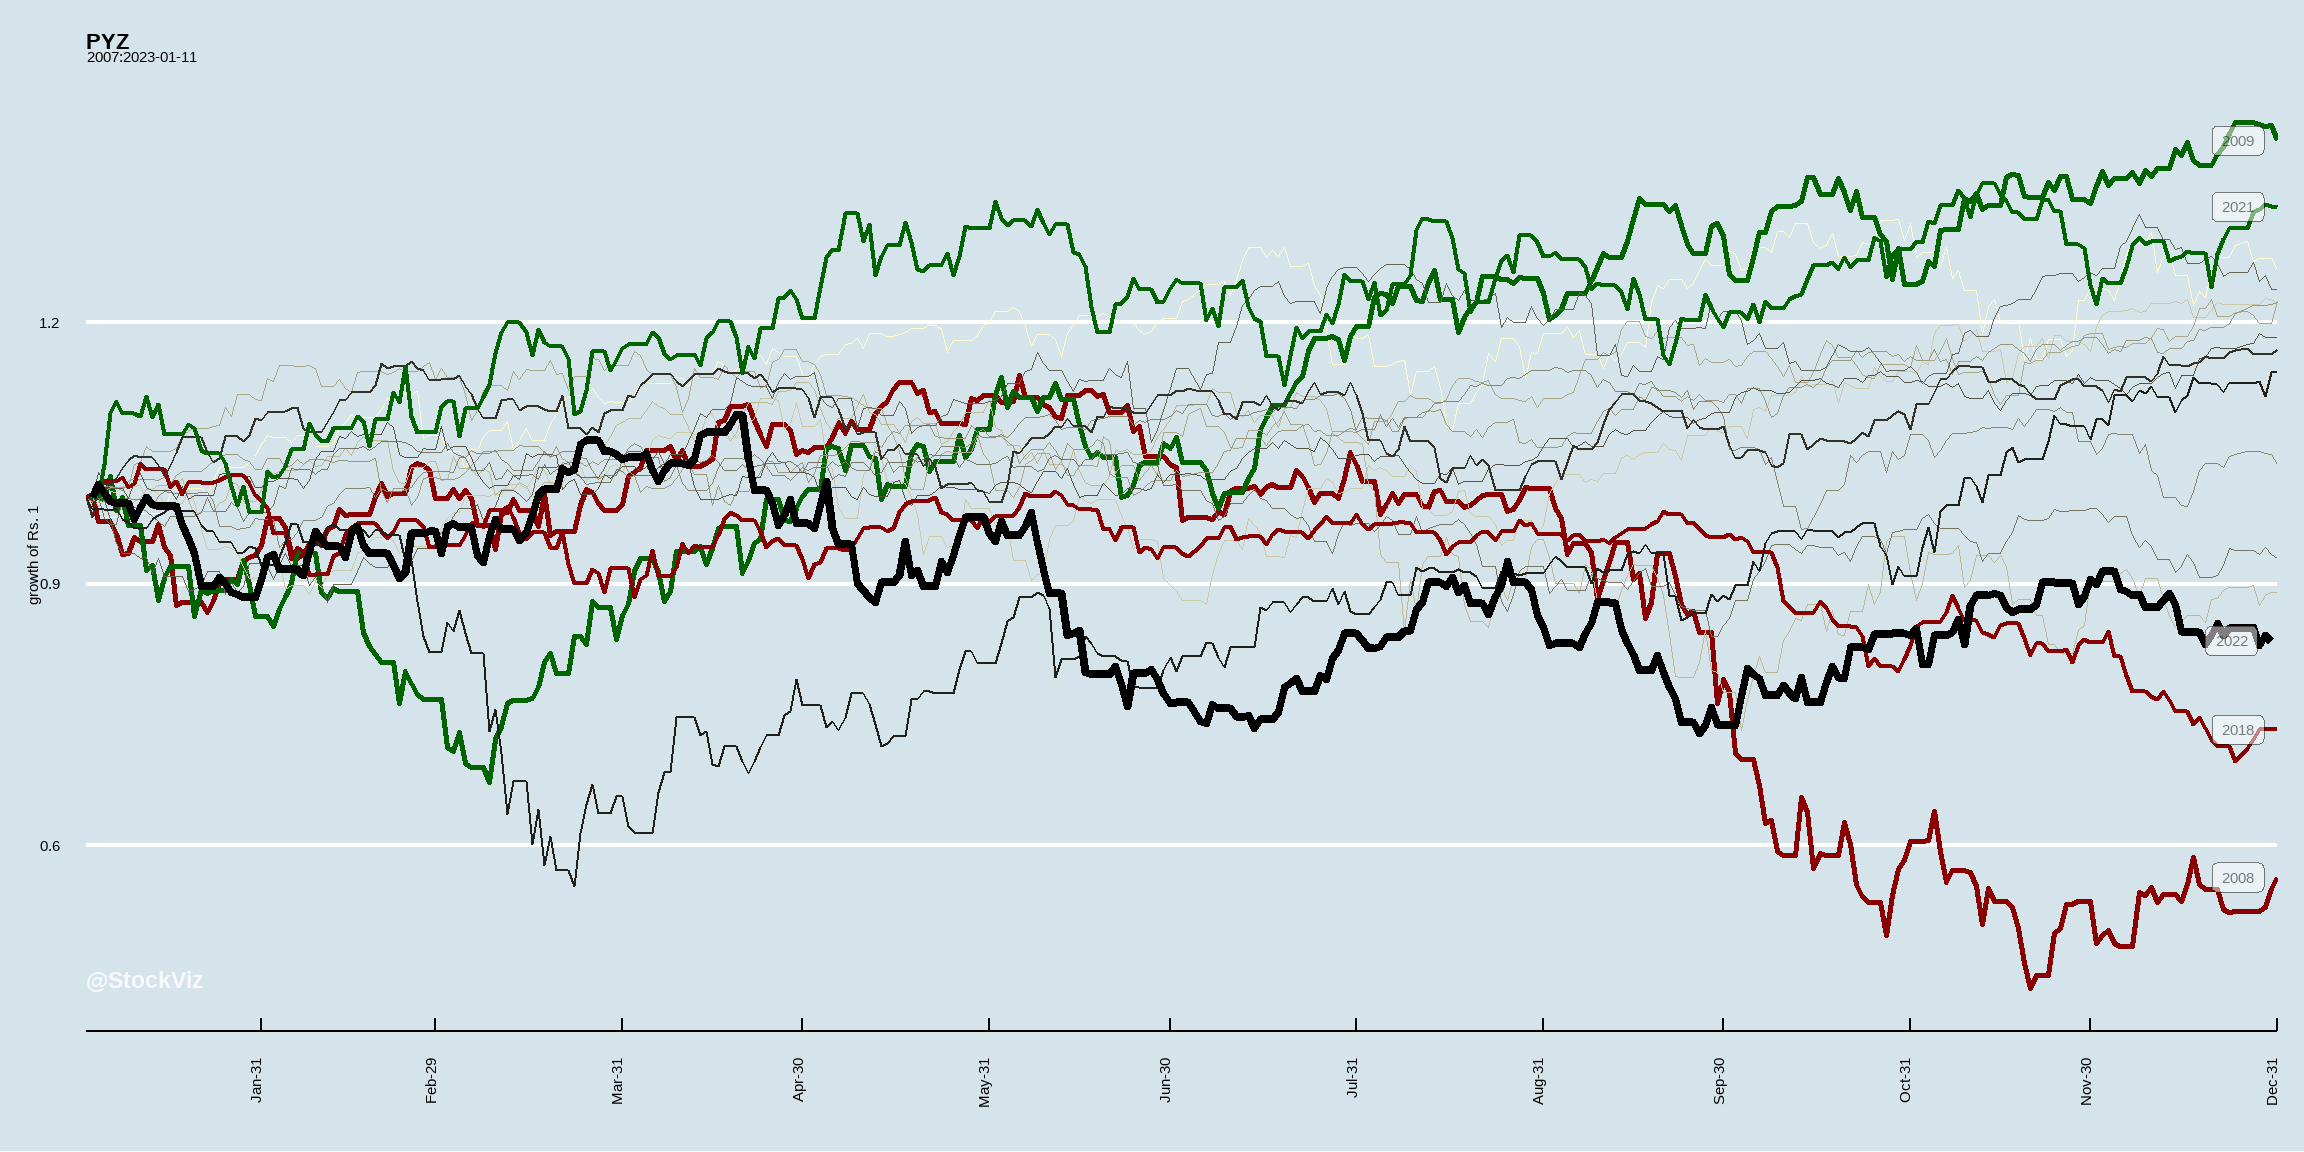 PYZ
2007:2023-01-11
2009
2021
1.2
growth of Rs. 1
0.9
2022
2018
0.6
2008
@StockViz
Jan-31
Feb-29
Mar-31
Apr-30
May-31
Jun-30
Jul-31
Aug-31
Sep-30
Oct-31
Nov-30
Dec-31